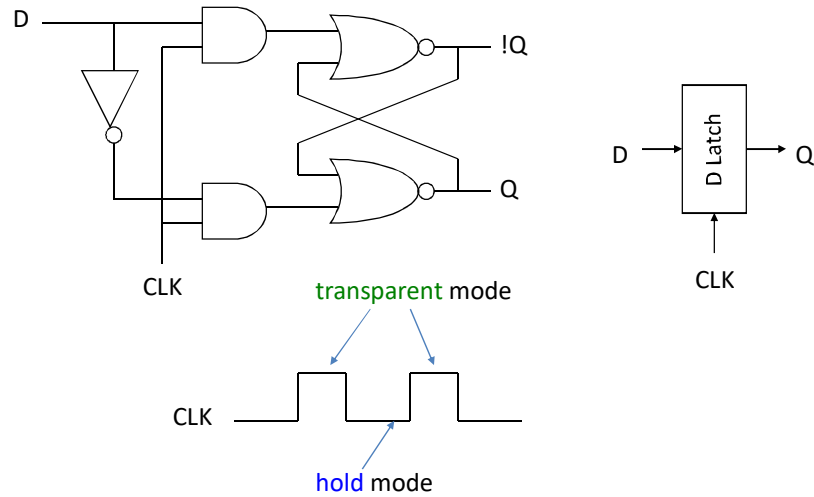 D
!Q
Q
CLK
D
D Latch
Q
CLK
transparent mode
CLK
hold mode